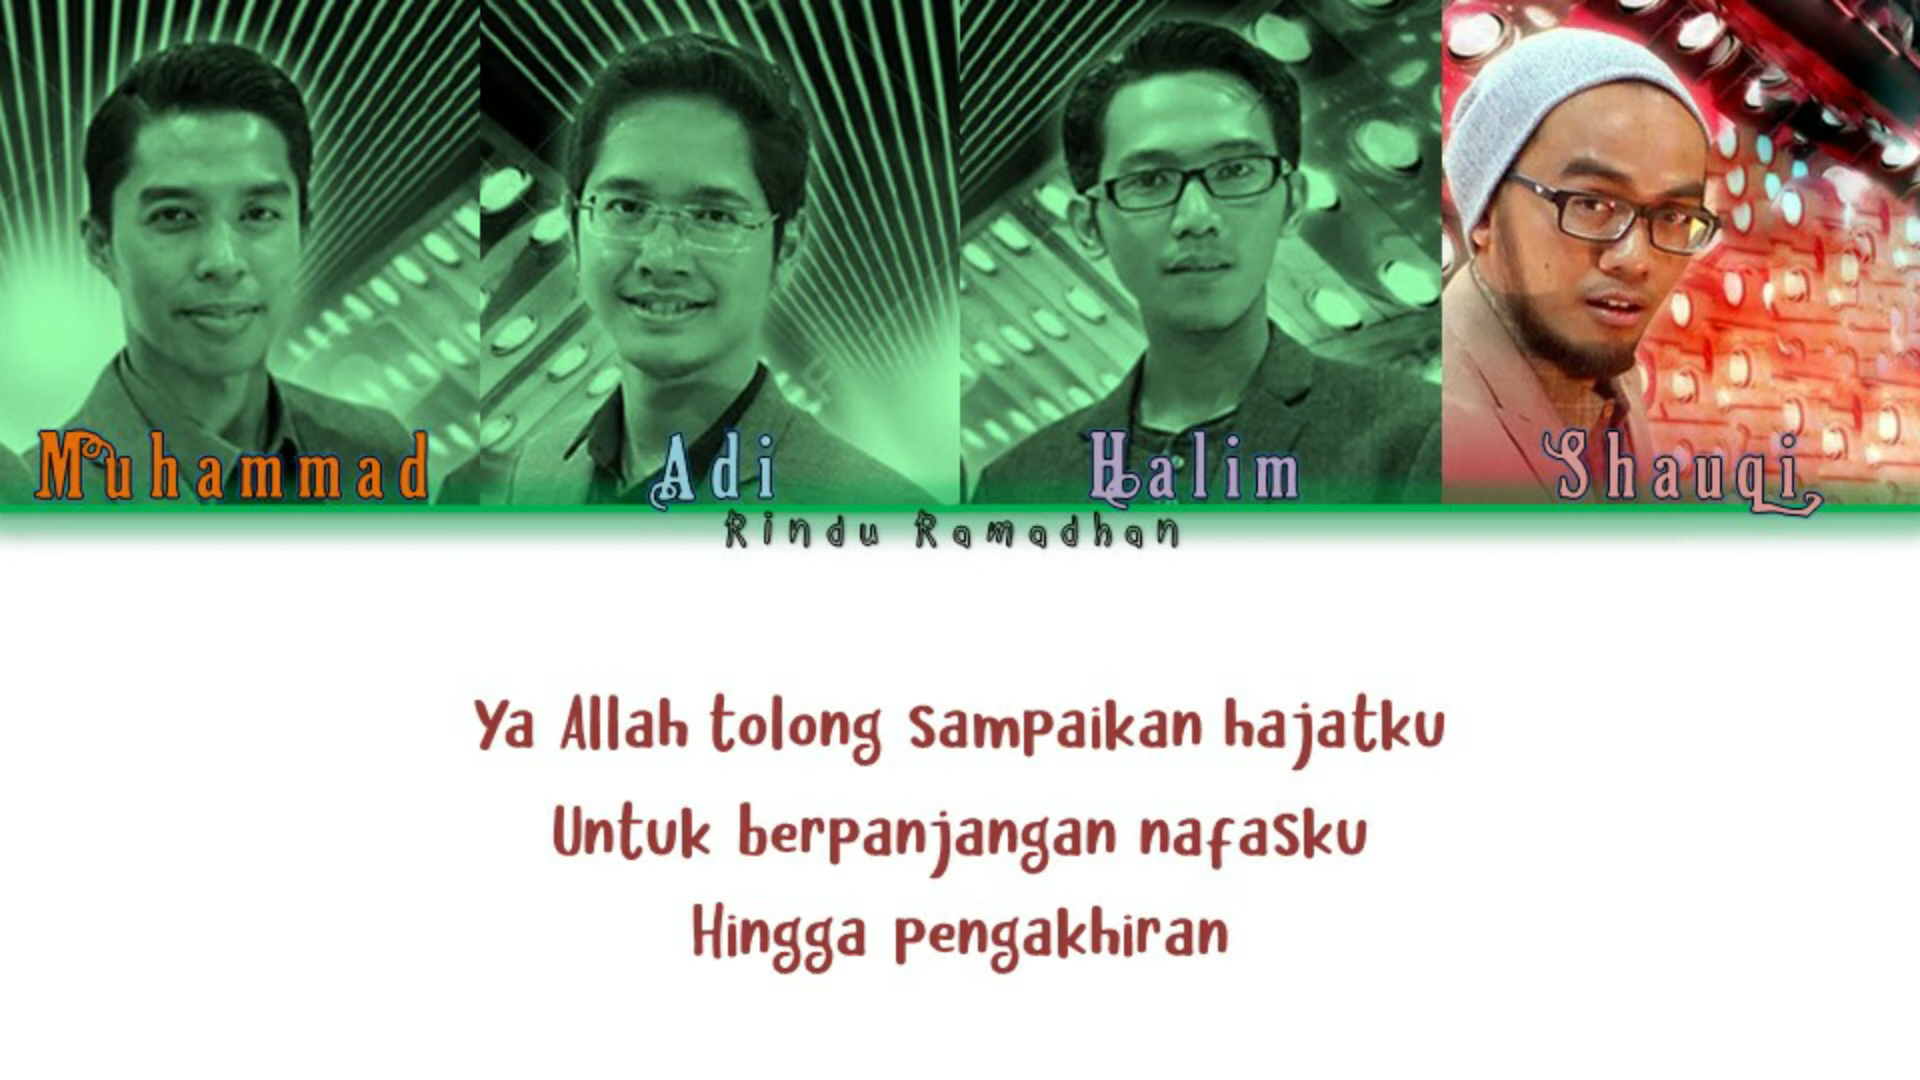 Muhammad
Adi
Halim
Shauqi
Rindu Ramadhan
Ya Allah tolong sampaikan hajatku
Untuk berpanjangan nafasku
Hingga pengakhiran